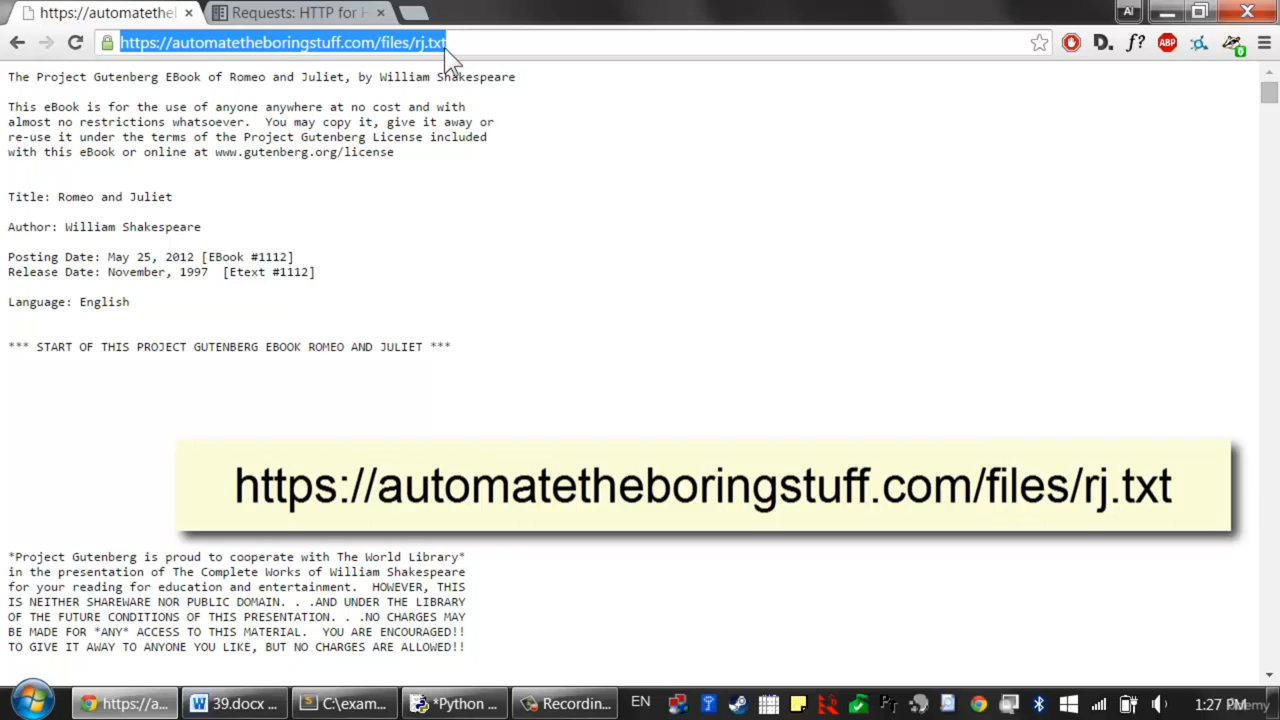 https://automatethel
Requests: HTTP for H
https://automatetheboringstuff.com/files/rj.txt
The Project Gutenberg EBook of Romeo and Juliet, by William Shakespeare
This eBook is for the use of anyone anywhere at no cost and with
almost no restrictions whatsoever.  You may copy it, give it away or
re-use it under the terms of the Project Gutenberg License included
with this eBook or online at www.gutenberg.org/license
Title: Romeo and Juliet
Author: William Shakespeare
Posting Date: May 25, 2012 [EBook #1112]
Release Date: November, 1997  [Etext #1112]
Language: English
*** START OF THIS PROJECT GUTENBERG EBOOK ROMEO AND JULIET ***
https://automatetheboringstuff.com/files/rj.txt
*Project Gutenberg is proud to cooperate with The World Library*
in the presentation of The Complete Works of William Shakespeare
for your reading for education and entertainment.  HOWEVER, THIS
IS NEITHER SHAREWARE NOR PUBLIC DOMAIN. . .AND UNDER THE LIBRARY
OF THE FUTURE CONDITIONS OF THIS PRESENTATION. . .NO CHARGES MAY
BE MADE FOR *ANY* ACCESS TO THIS MATERIAL.  YOU ARE ENCOURAGED!!
TO GIVE IT AWAY TO ANYONE YOU LIKE, BUT NO CHARGES ARE ALLOWED!!
https://a... 39.docx ... C:\exam... *Python ... Recordin... EN 1:27 PM